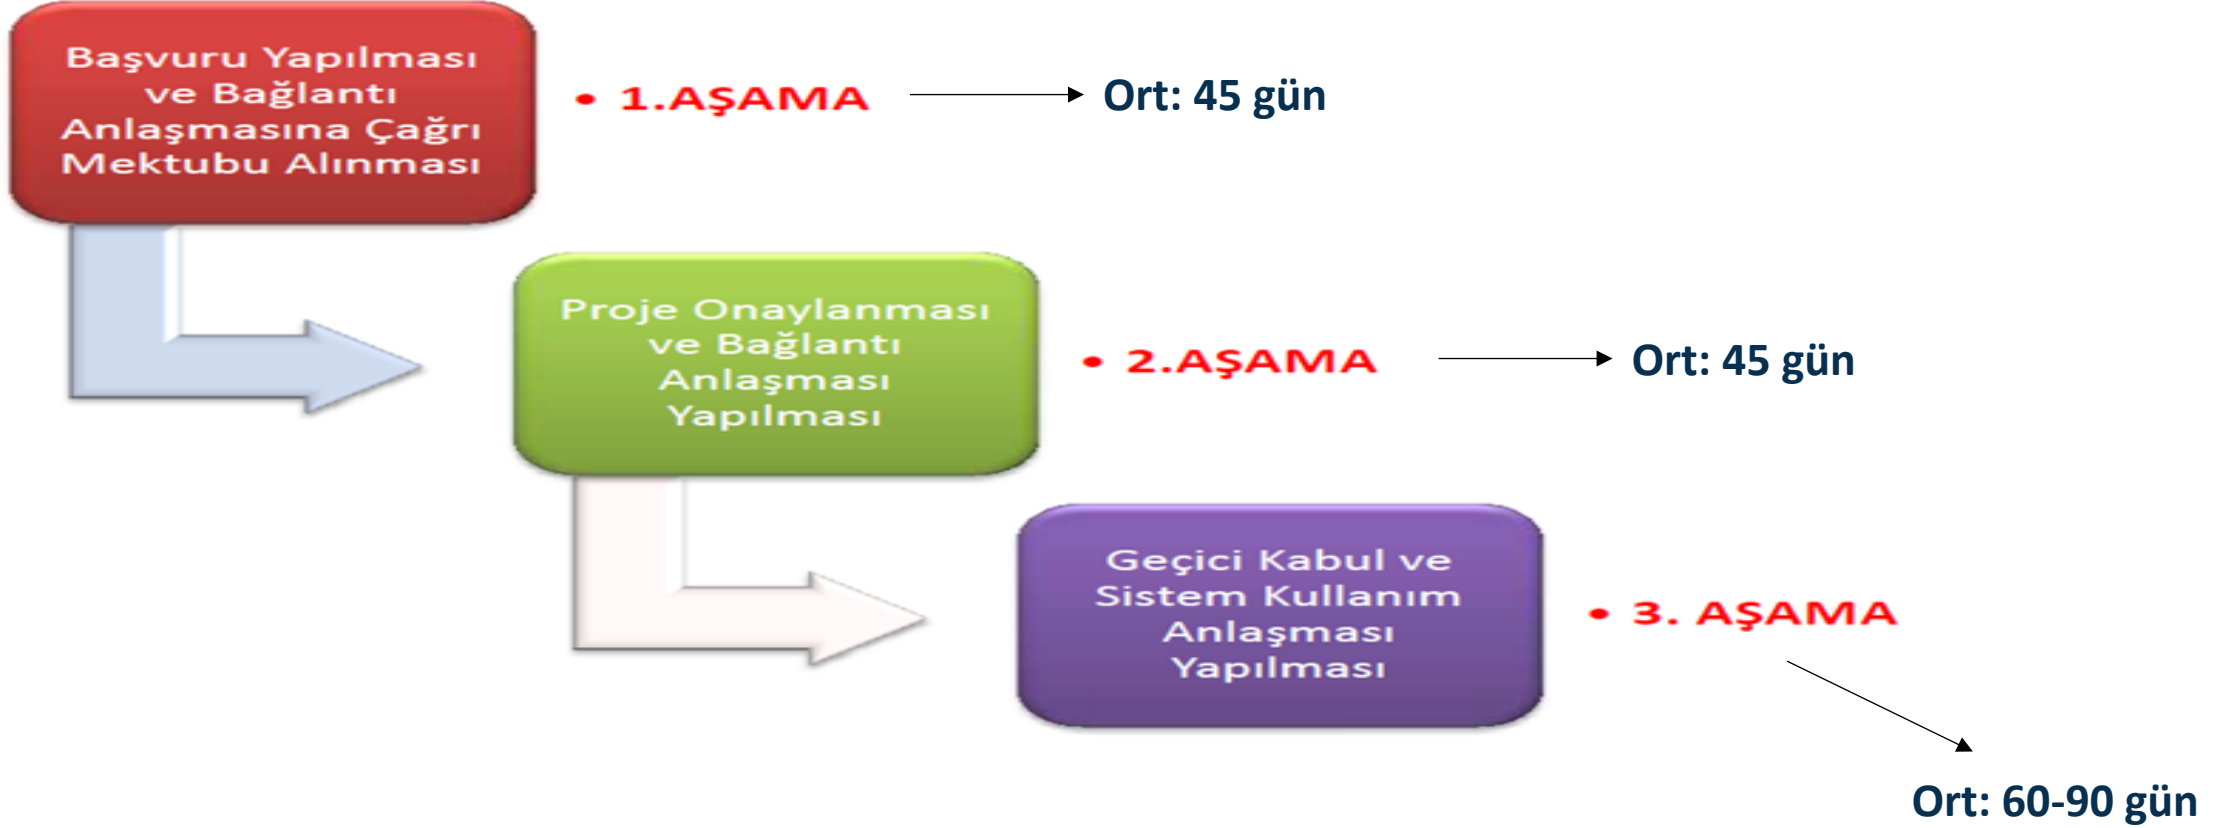 Başvuru Yapılması
ve Bağlantı
Anlaşmasına Çağrı
Mektubu Alınması
• 1.AŞAMA
Ort: 45 gün
Proje Onaylanması
ve Bağlantı
Anlaşması
Yapılması
• 2.AŞAMA
Ort: 45 gün
Geçici Kabul ve
Sistem Kullanım
Anlaşması
Yapılması
• 3. AŞAMA
Ort: 60-90 gün